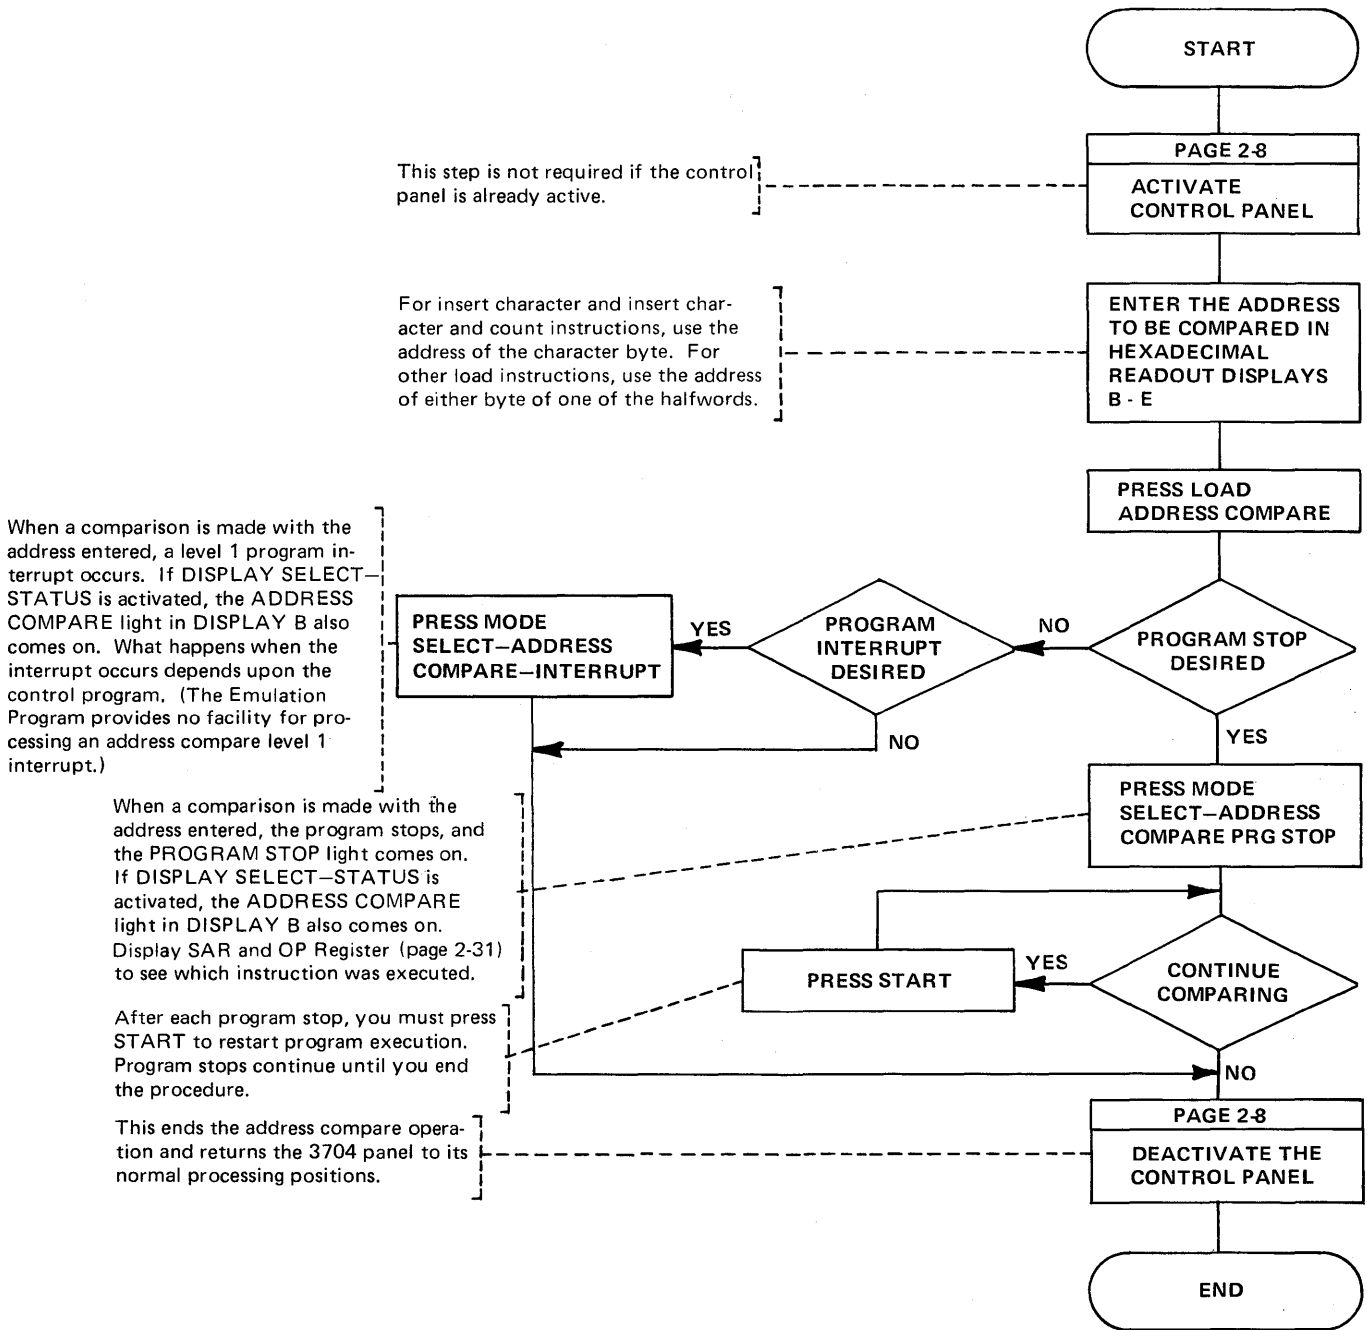 START
PAGE 2-8
ACTIVATE
CONTROL PANEL
This step is not required if the control
panel is already active.
ENTER THE ADDRESS
TO BE COMPARED IN
HEXADECIMAL
READOUT DISPLAYS
B - E
For insert character and insert char-
acter and count instructions, use the
address of the character byte. For
other load instructions, use the address
of either byte of one of the halfwords.
PRESS LOAD
ADDRESS COMPARE
PROGRAM STOP
DESIRED
NO
PROGRAM
INTERRUPT
DESIRED
YES
PRESS MODE
SELECT—ADDRESS
COMPARE—INTERRUPT
When a comparison is made with the
address entered, a level 1 program in-
terrupt occurs. If DISPLAY SELECT—
STATUS is activated, the ADDRESS
COMPARE light in DISPLAY B also
comes on. What happens when the
interrupt occurs depends upon the
control program. (The Emulation
Program provides no facility for pro-
cessing an address compare level 1
interrupt.)
NO
YES
PRESS MODE
SELECT—ADDRESS
COMPARE PRG STOP
When a comparison is made with the
address entered, the program stops, and
the PROGRAM STOP light comes on.
If DISPLAY SELECT—STATUS is
activated, the ADDRESS COMPARE
light in DISPLAY B also comes on.
Display SAR and OP Register (page 2-31)
to see which instruction was executed.
CONTINUE
COMPARING
YES
PRESS START
After each program stop, you must press
START to restart program execution.
Program stops continue until you end
the procedure.
NO
PAGE 2-8
DEACTIVATE THE
CONTROL PANEL
This ends the address compare opera-
tion and returns the 3704 panel to its
normal processing positions.
END